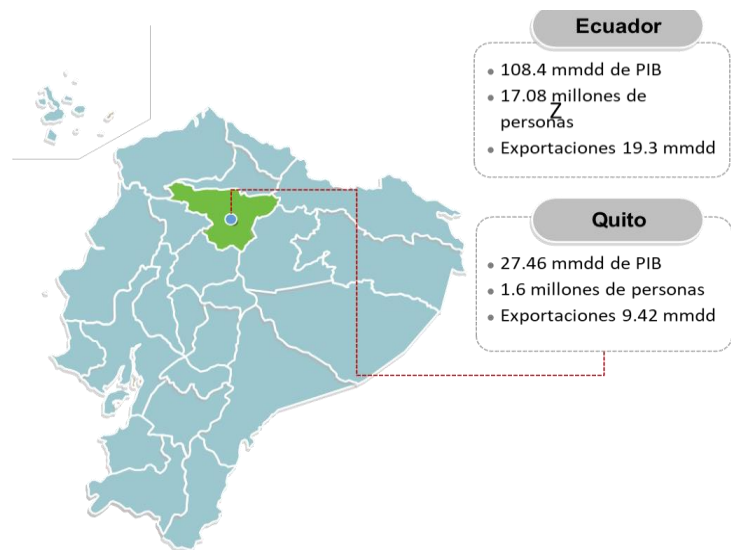 Ecuador
• 108.4 mmdd de PIB
• 17.08 millones de
Z
personas
• Exportaciones 19.3 mmdd
Quito
• 27.46 mmdd de PIB
• 1.6 millones de personas
• Exportaciones 9.42 mmdd